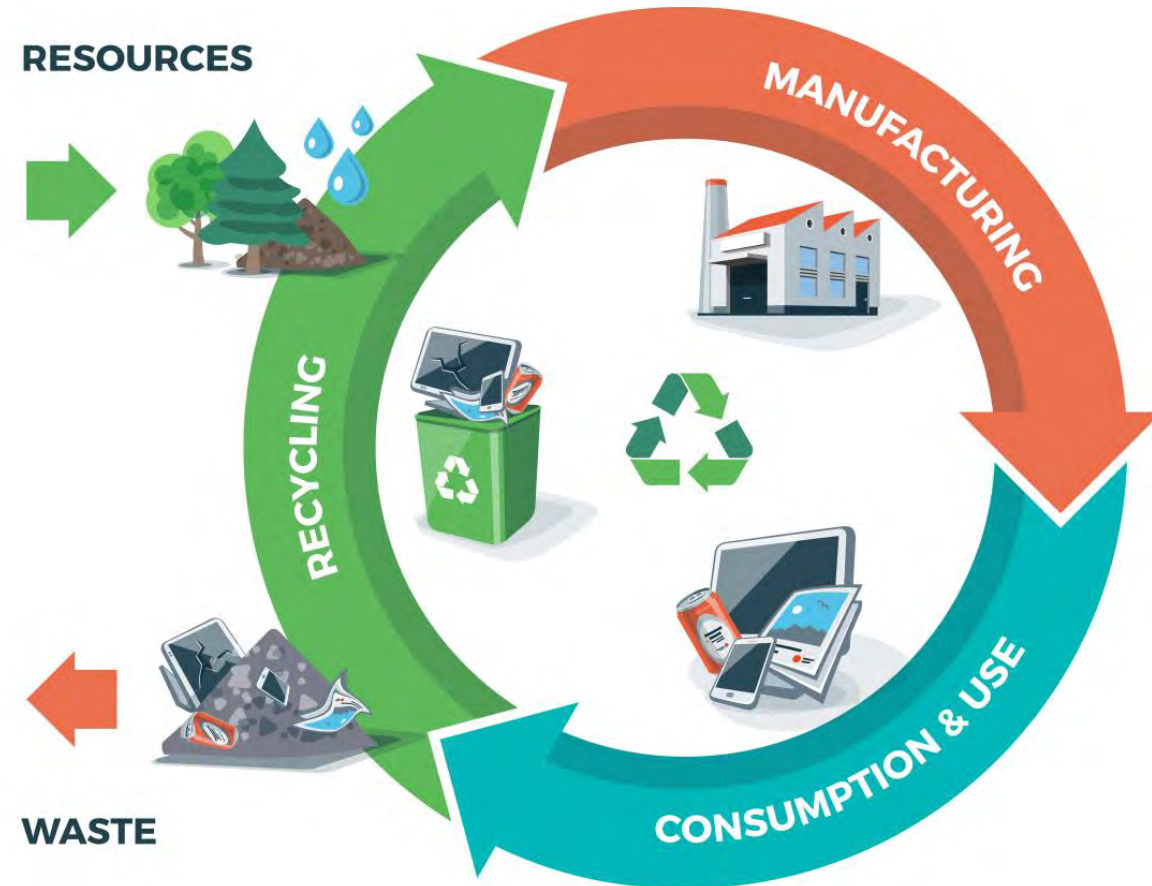 RESOURCES
MANUFACTURING
RECYCLING
CONSUMPTION & USE
WASTE